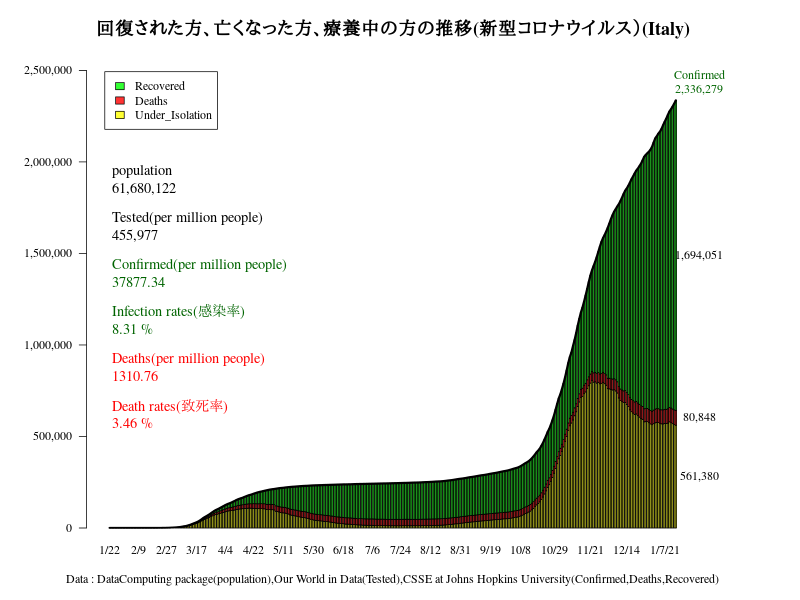 回復された方、亡くなった方、療養中の方の推移(新型コロナウイルス)(Italy)
Confirmed
2,336,279
2,500,000
2,000,000
1,500,000
1,000,000
500,000
0
Recovered
Deaths
Under_Isolation
population
61,680,122
Tested(per million people)
455,977
Confirmed(per million people)
37877.34
Infection rates(感染率)
8.31 %
Deaths(per million people)
1310.76
Death rates(致死率)
3.46 %
1,694,051
80,848
561,380
1/22 2/9 2/27 3/17 4/4 4/22 5/11 5/30 6/18 7/6 7/24 8/12 8/31 9/19 10/8 10/29 11/21 12/14 1/7/21
Data : DataComputing package(population),Our World in Data(Tested),CSSE at Johns Hopkins University(Confirmed,Deaths,Recovered)